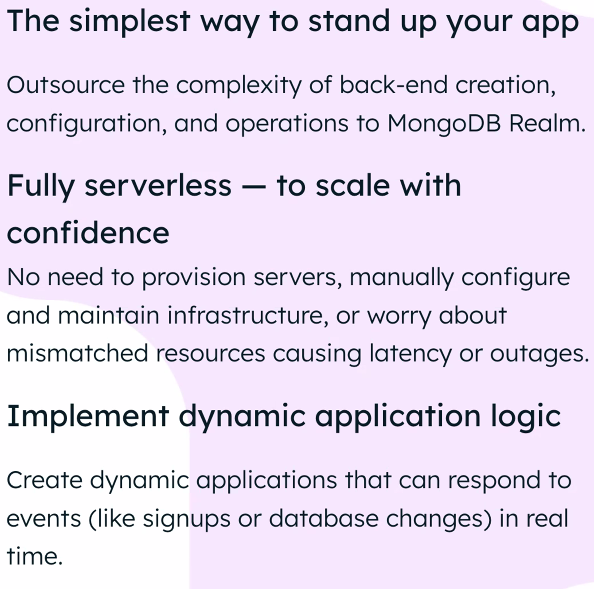 The simplest way to stand up your app
Outsource the complexity of back-end creation,
configuration, and operations to MongoDB Realm.
Fully serverless — to scale with
confidence
No need to provision servers, manually configure
and maintain infrastructure, or worry about
mismatched resources causing latency or outages.
Implement dynamic application logic
Create dynamic applications that can respond to
events (like signups or database changes) in real
time.